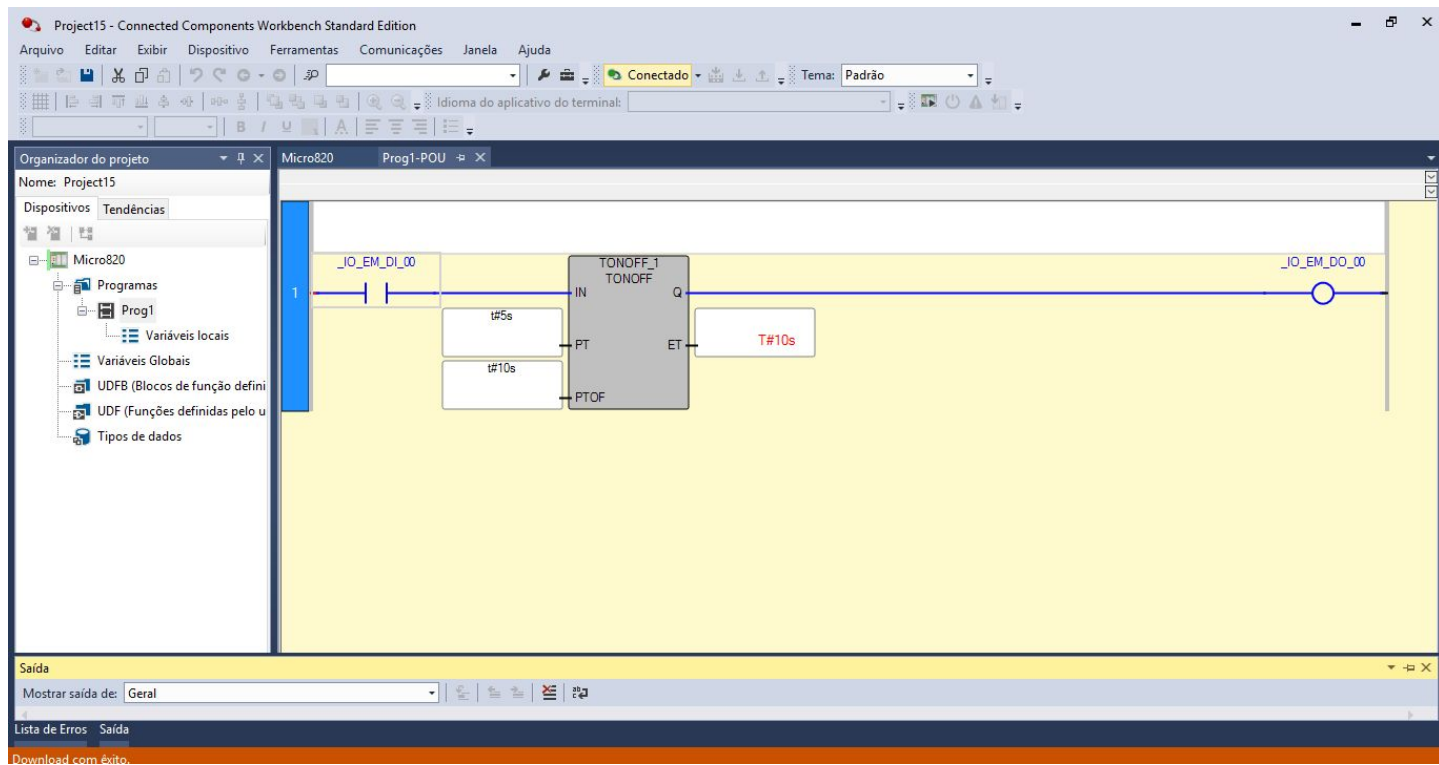 Project15 - Connected Components Workbench Standard Edition
Arquivo Editar Exibir Dispositivo Ferramentas Comunicações Janela Ajuda
Conectado Tema: Padrão
Idioma do aplicativo do terminal:
B I U A
Organizador do projeto
Micro820 Prog1-POU
Nome: Project15
Dispositivos Tendências
Micro820
Programas
Prog1
Variáveis locais
Variáveis Globais
UDFB (Blocos de função defini
UDF (Funções definidas pelo u
Tipos de dados
1
_IO_EM_DI_00
TONOFF_1
TONOFF
_IO_EM_DO_00
IN Q
t#5s
PT ET
T#10s
t#10s
PTOF
Saída
Mostrar saída de: Geral
Lista de Erros Saída
Download com êxito.